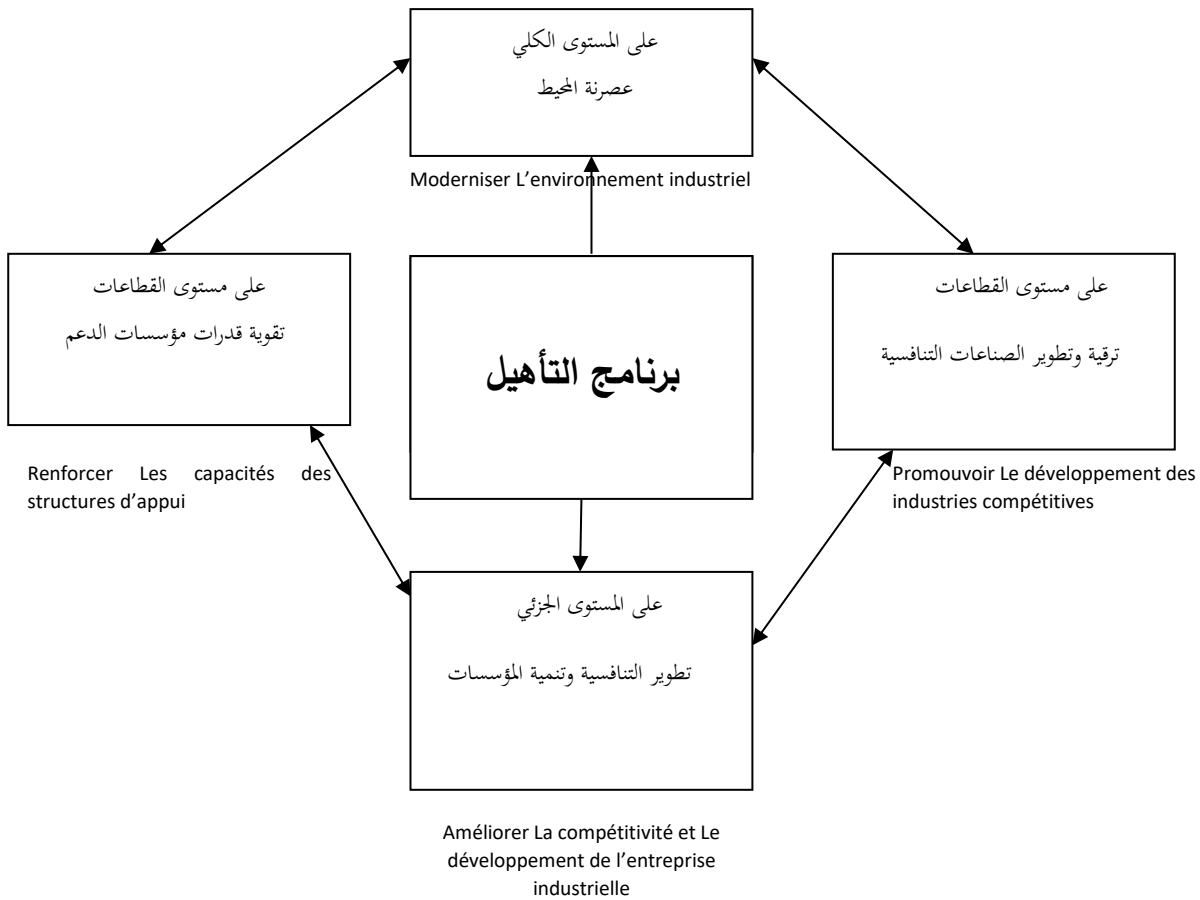 على المستوى الكلي
عصرنة المحيط
Moderniser L’environnement industriel
على مستوى القطاعات
ترقية وتطوير الصناعات التنافسية
Promouvoir Le développement des
industries compétitives
برنامج التأهيل
على مستوى القطاعات
تقوية قدرات مؤسسات الدعم
Renforcer Les capacités des
structures d’appui
على المستوى الجزئي
تطوير التنافسية وتنمية المؤسسات
Améliorer La compétitivité et Le
développement de l’entreprise
industrielle